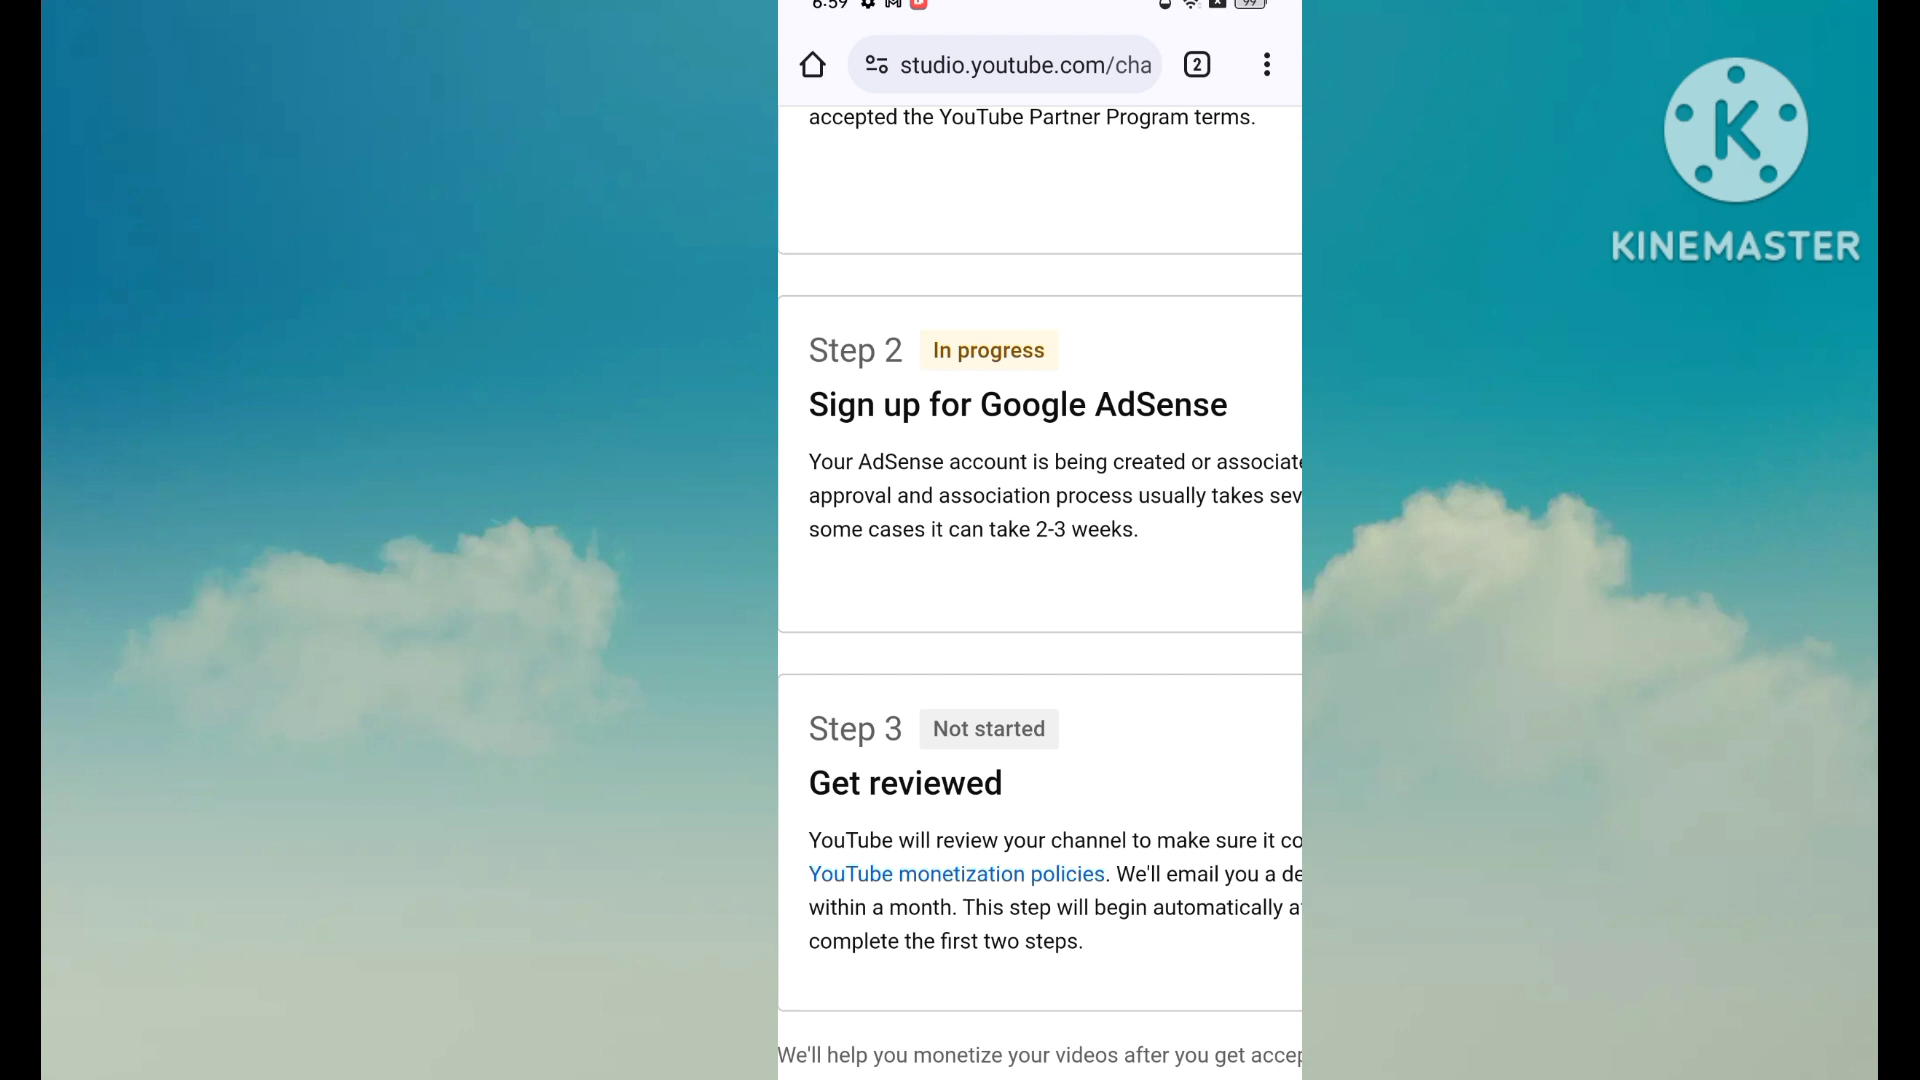 6:59
99
studio.youtube.com/cha
2
K
KINEMASTER
accepted the YouTube Partner Program terms.
Step 2 In progress
Sign up for Google AdSense
Your AdSense account is being created or associate
approval and association process usually takes sev
some cases it can take 2-3 weeks.
Step 3 Not started
Get reviewed
YouTube will review your channel to make sure it co
YouTube monetization policies. We'll email you a de
within a month. This step will begin automatically a
complete the first two steps.
We'll help you monetize your videos after you get accep